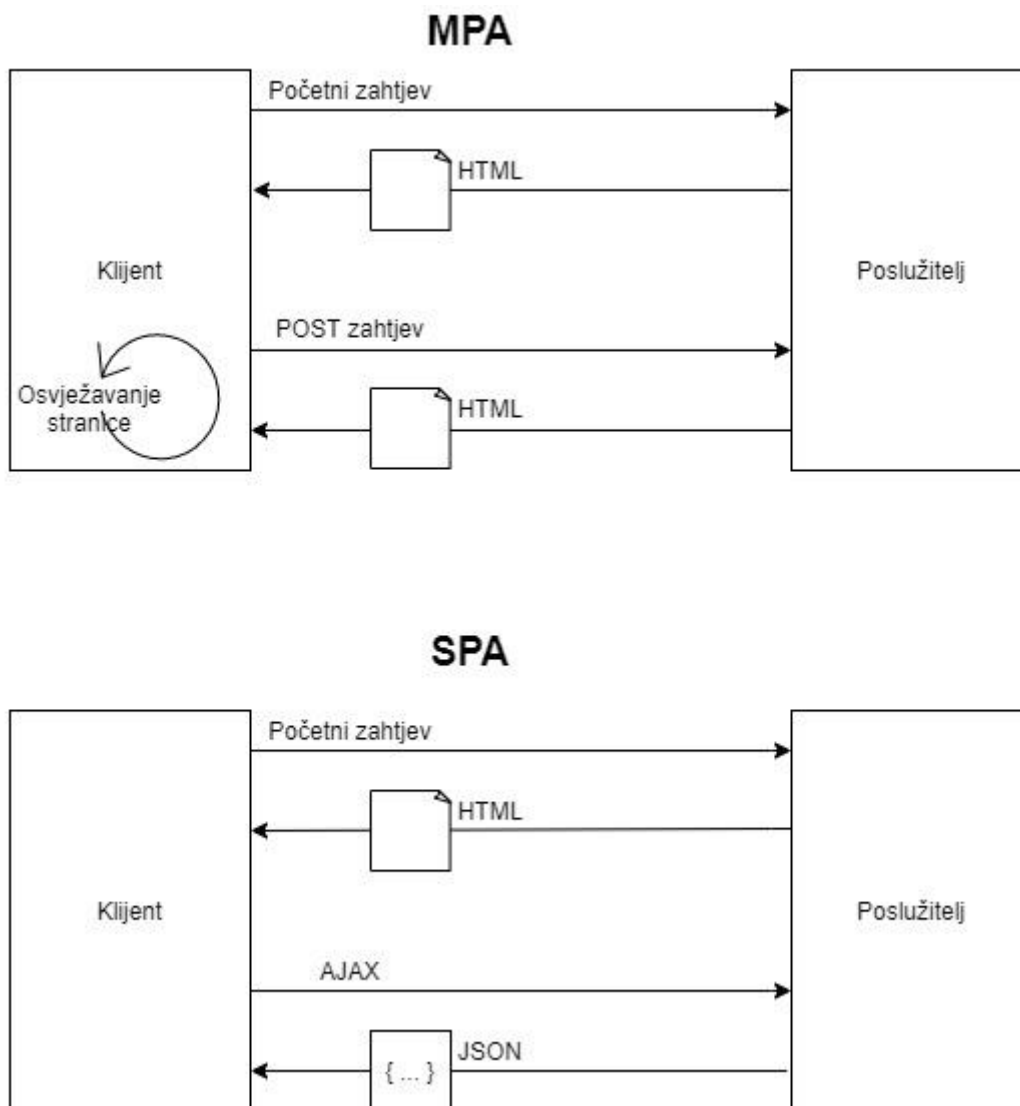 MPA
Početni zahtjev
HTML
Klijent
Poslužitelj
POST zahtjev
Osvježavanje
stranice
HTML
SPA
Početni zahtjev
HTML
Klijent
Poslužitelj
AJAX
JSON
{ ... }